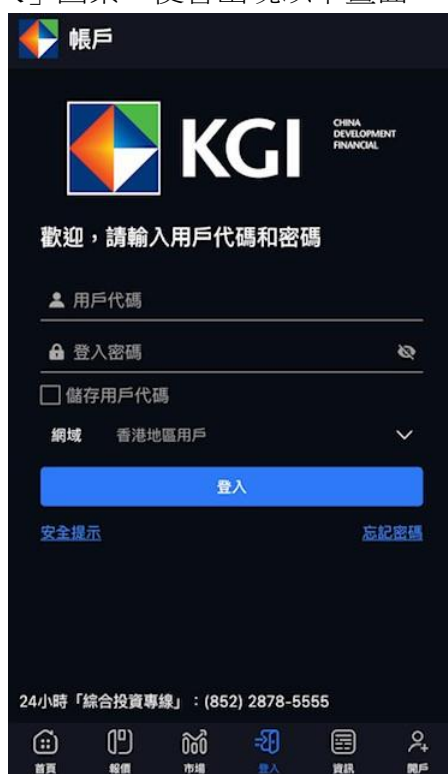 帳戶
KGI
CHINA
DEVELOPMENT
FINANCIAL
歡迎，請輸入用戶代碼和密碼
用戶代碼
登入密碼
儲存用戶代碼
網域 香港地區用戶
登入
安全提示 忘記密碼
24小時「綜合投資專線」：(852) 2878-5555
首頁 報價 市場 登入 資訊 開戶